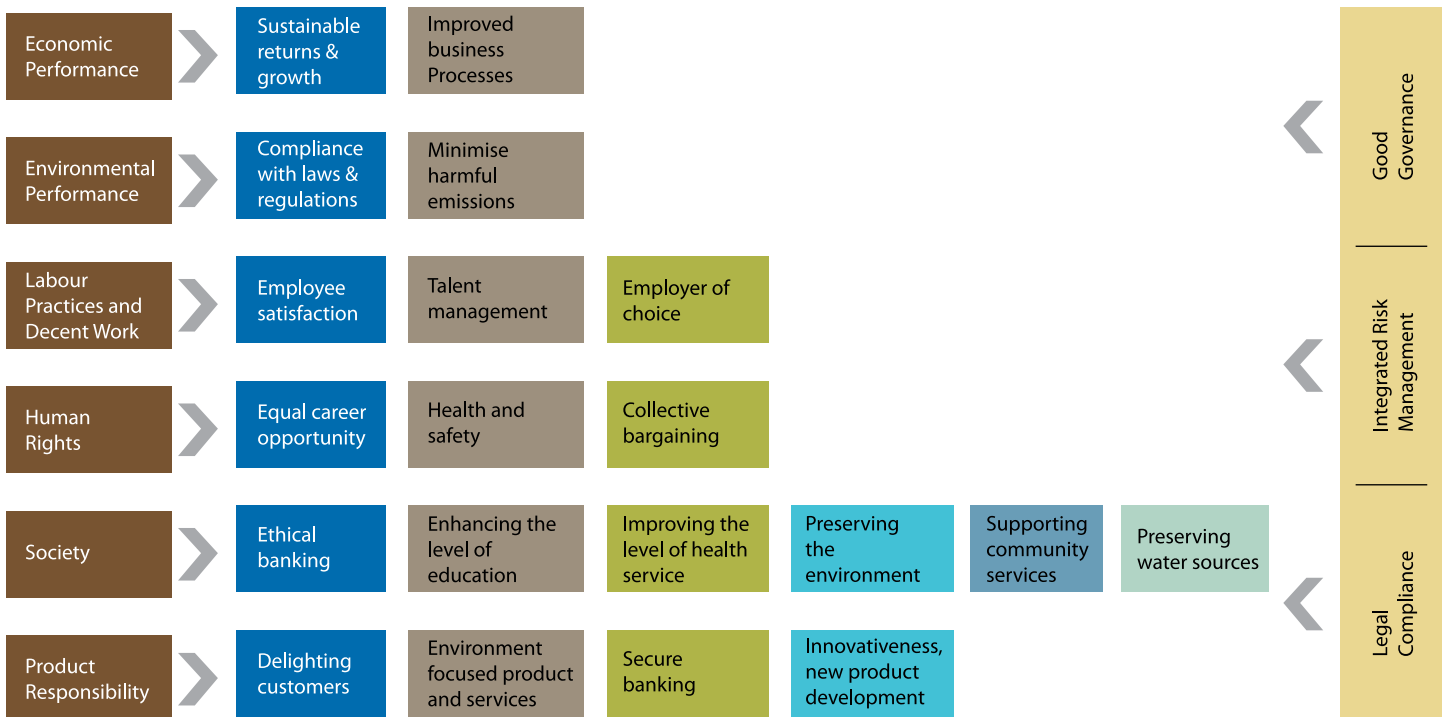 Economic
Performance
Sustainable
returns &
growth
Improved
business
Processes
Environmental
Performance
Compliance
with laws &
regulations
Minimise
harmful
emissions
Labour
Practices and
Decent Work
Employee
satisfaction
Talent
management
Employer of
choice
Human
Rights
Equal career
opportunity
Health and
safety
Collective
bargaining
Society
Ethical
banking
Enhancing the
level of
education
Improving the
level of health
service
Preserving
the
environment
Supporting
community
services
Preserving
water sources
Product
Responsibility
Delighting
customers
Environment
focused product
and services
Secure
banking
Innovativeness,
new product
development
Good
Governance
Integrated Risk
Management
Legal
Compliance